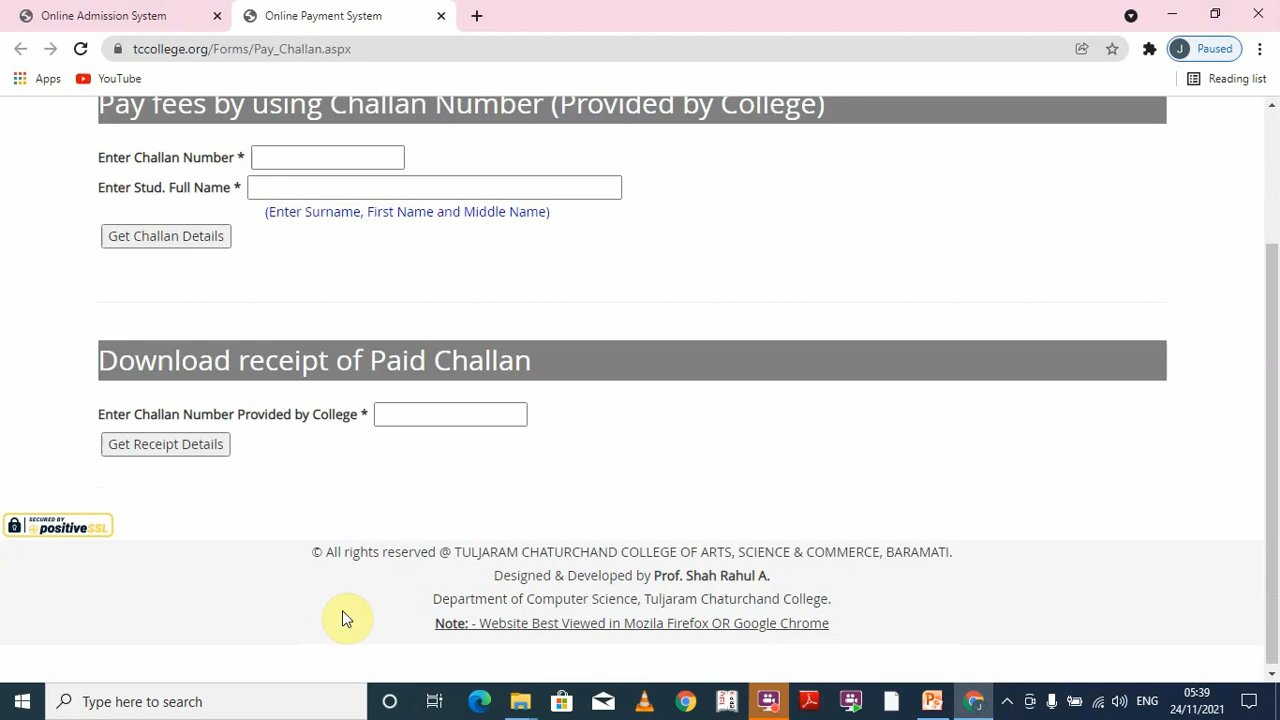 Online Admission System
Online Payment System
tccollege.org/Forms/Pay_Challan.aspx
J Paused
Apps
YouTube
Reading list
Pay fees by using Challan Number (Provided by College)
Enter Challan Number *
Enter Stud. Full Name *
(Enter Surname, First Name and Middle Name)
Get Challan Details
Download receipt of Paid Challan
Enter Challan Number Provided by College *
Get Receipt Details
SECURED BY
positiveSSL
© All rights reserved @ TULJARAM CHATURCHAND COLLEGE OF ARTS, SCIENCE & COMMERCE, BARAMATI.
Designed & Developed by Prof. Shah Rahul A.
Department of Computer Science, Tuljaram Chaturchand College.
Note: - Website Best Viewed in Mozila Firefox OR Google Chrome
Type here to search
ENG
05:39
24/11/2021